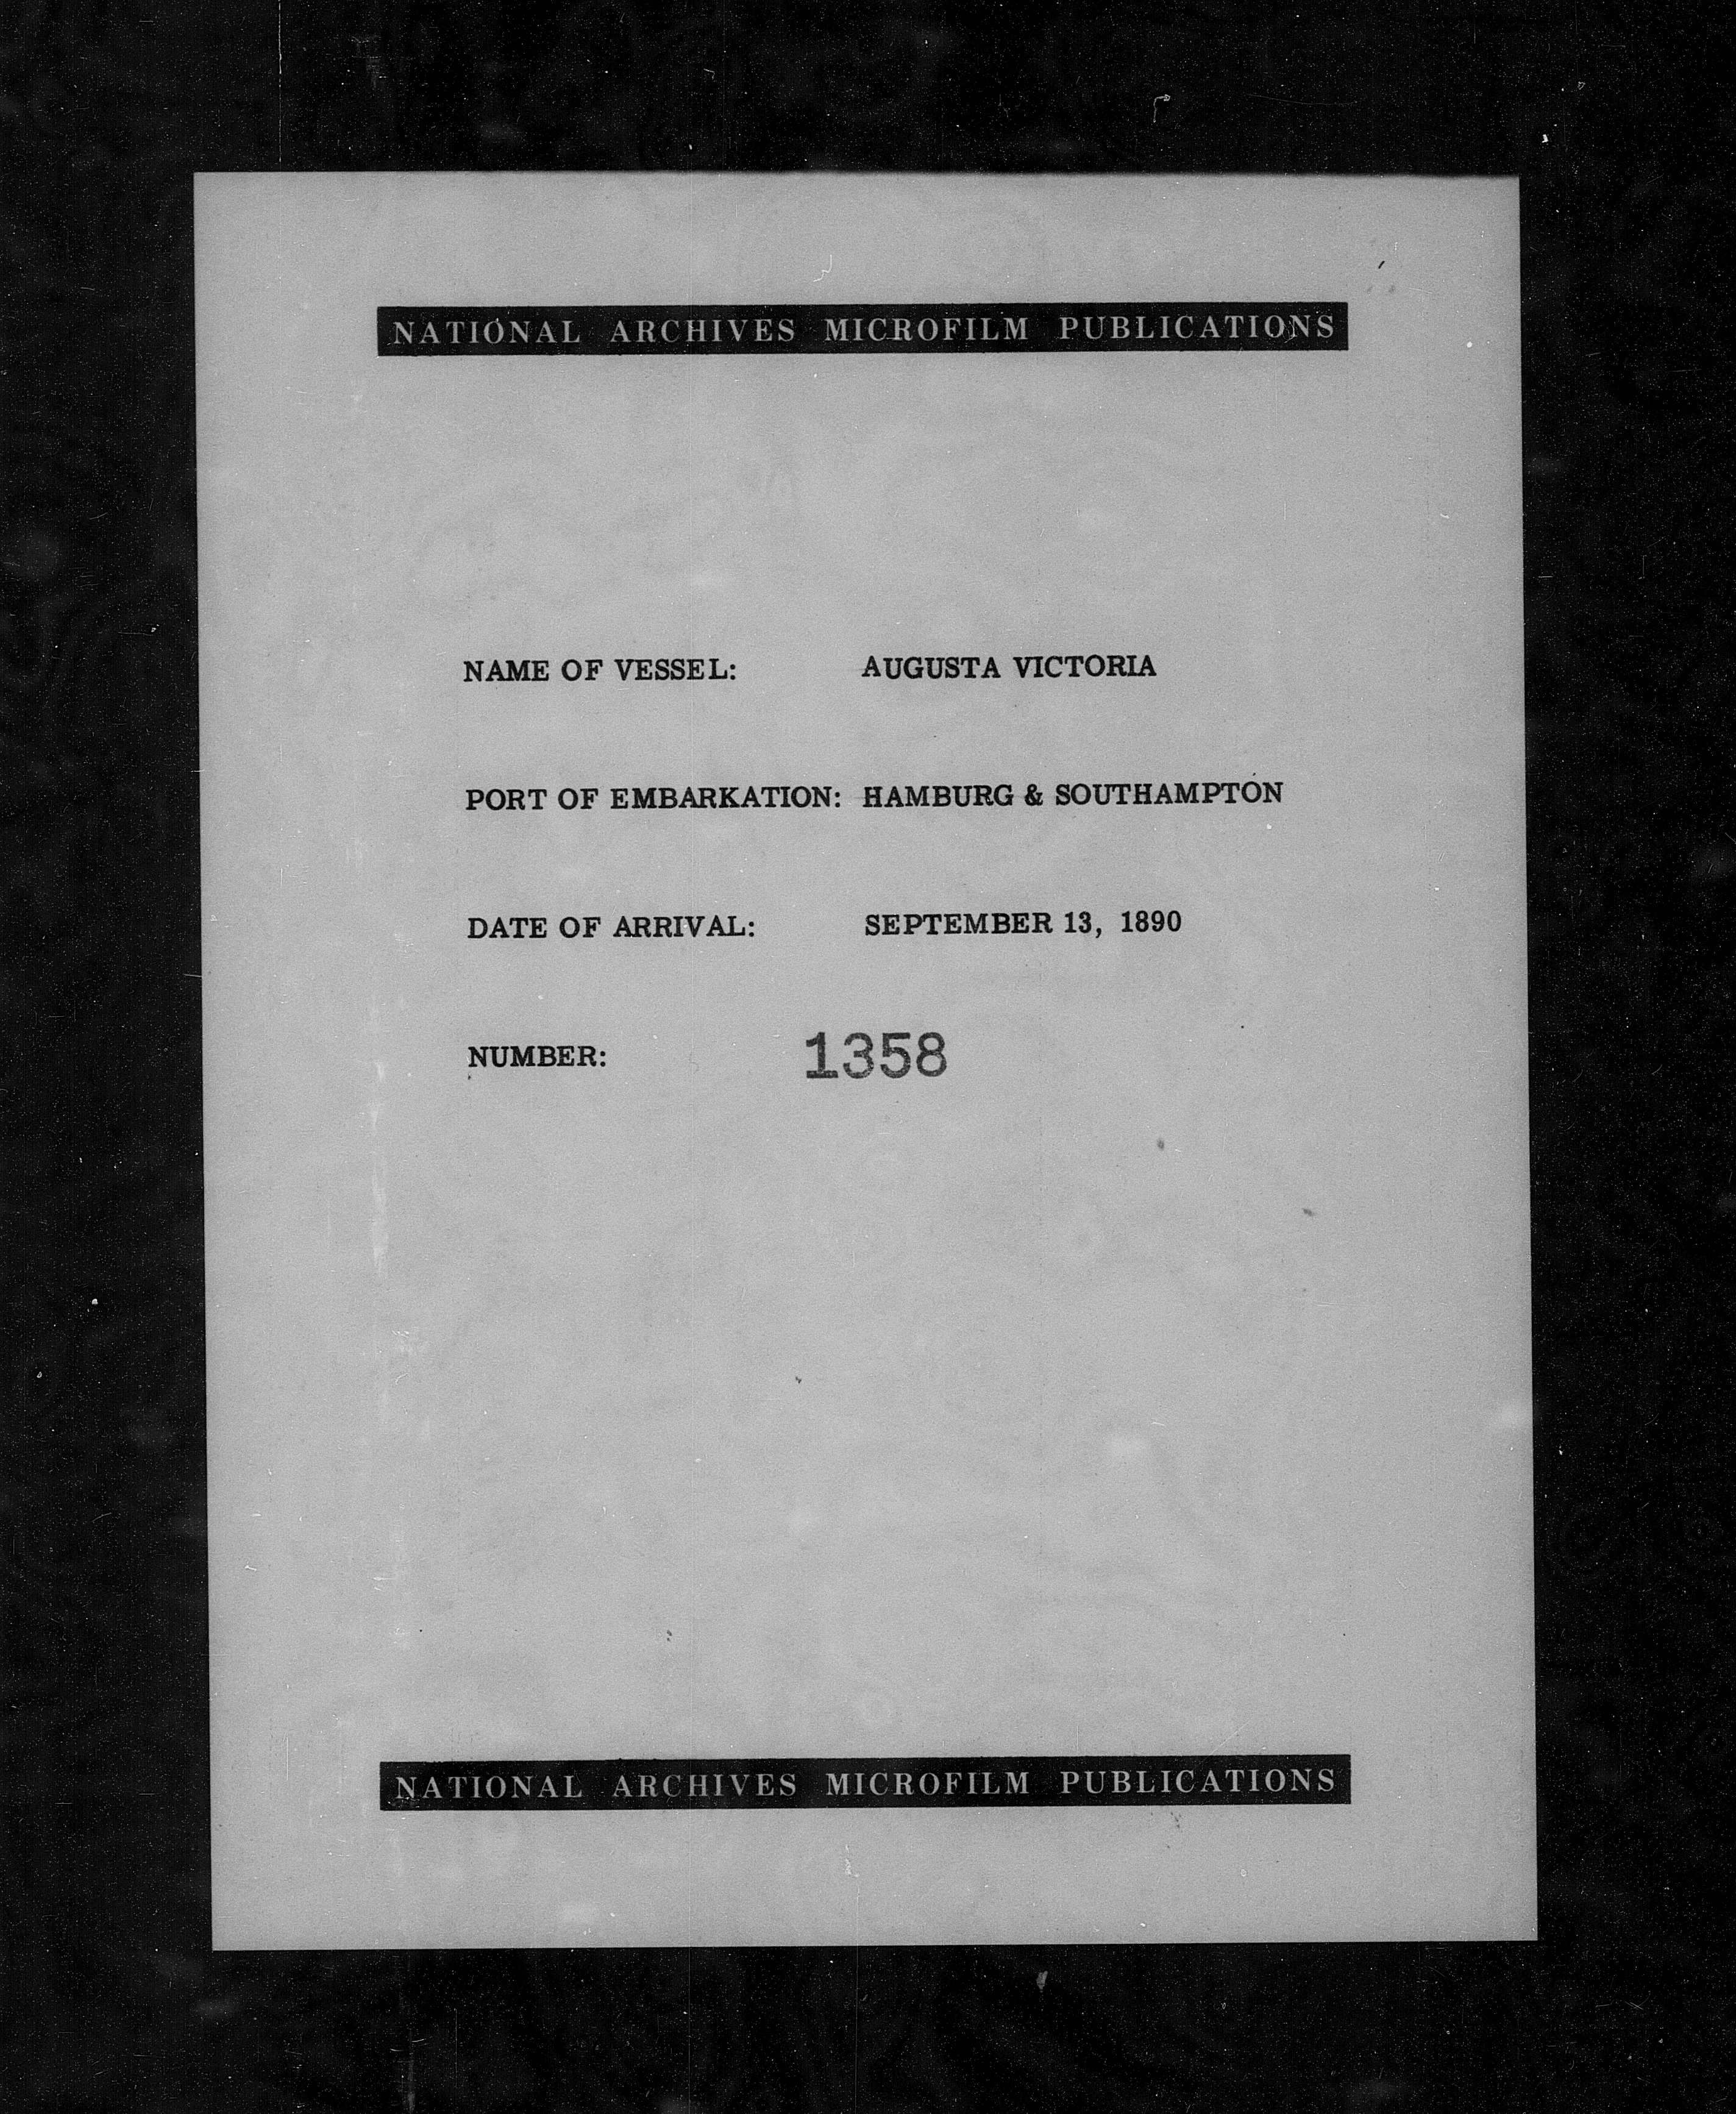 NATIONAL ARCHIVES MICROFILM PUBLICATIONS
NAME OF VESSEL: AUGUSTA VICTORIA
PORT OF EMBARKATION: HAMBURG & SOUTHAMPTON
DATE OF ARRIVAL: SEPTEMBER 13, 1890
NUMBER: 1358
NATIONAL ARCHIVES MICROFILM PUBLICATIONS